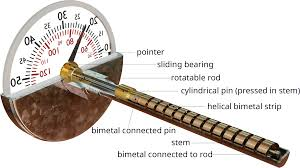 pointer
sliding bearing
rotatable rod
cylindrical pin (pressed in stem)
helical bimetal strip
bimetal connected pin
stem
bimetal connected to rod